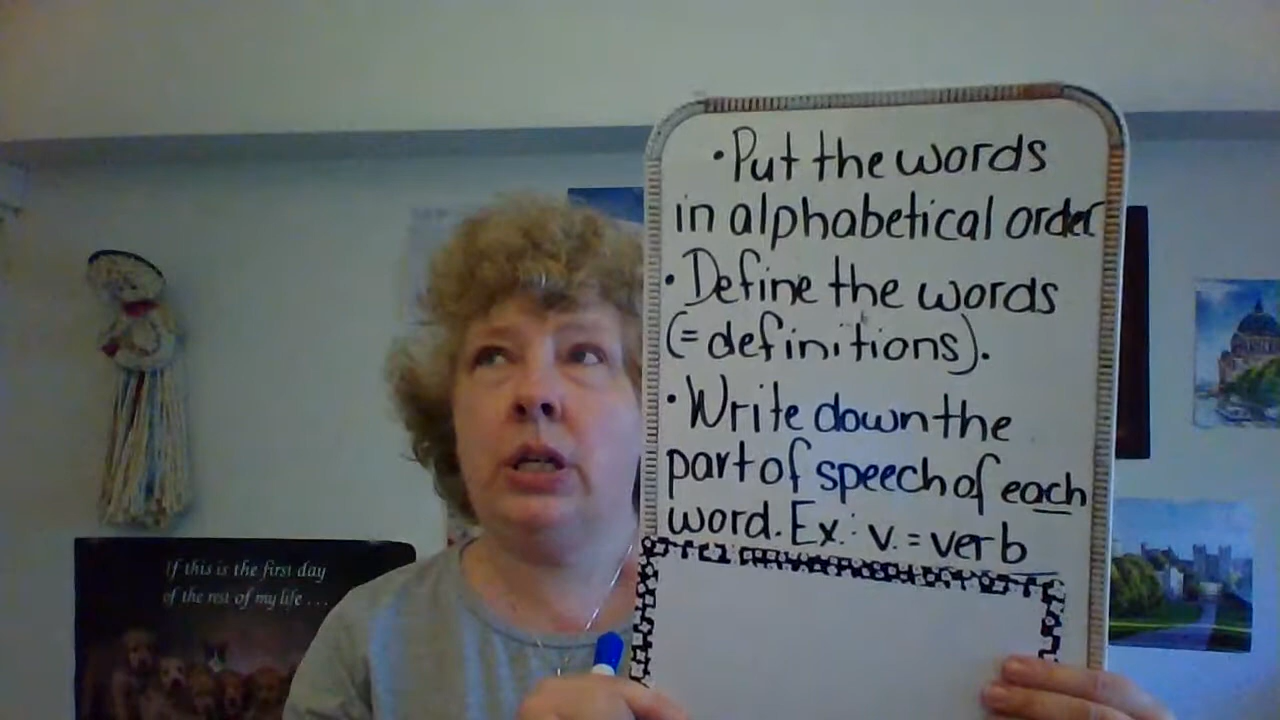 •Put the words
in alphabetical order
•Define the words
(=definitions).
•Write down the
part of speech of each
word. Ex.: v. = verb
If this is the first day
of the rest of my life . . .